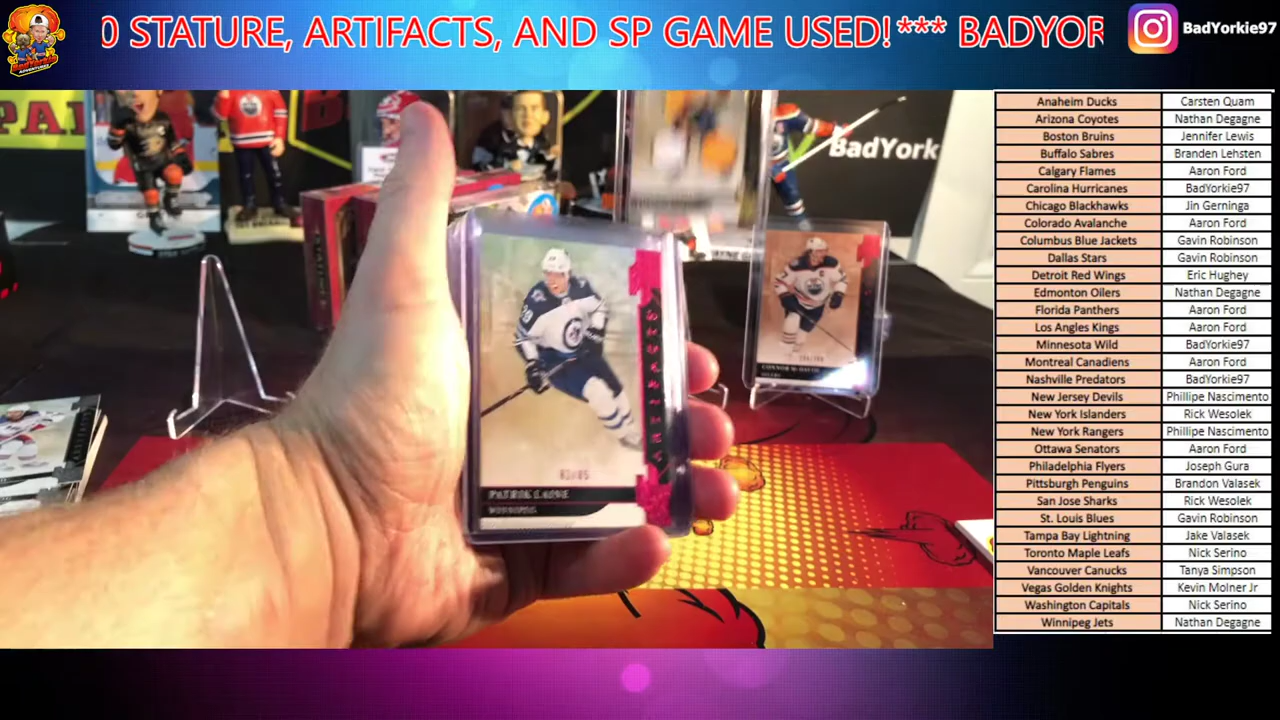 0 STATURE, ARTIFACTS, AND SP GAME USED! *** BADYOR
BadYorkie97
BadYork
PATRIK LAINE
WINNIPEG
Anaheim Ducks Carsten Quam
Arizona Coyotes Nathan Degagne
Boston Bruins Jennifer Lewis
Buffalo Sabres Branden Lehsten
Calgary Flames Aaron Ford
Carolina Hurricanes BadYorkie97
Chicago Blackhawks Jin Gerninga
Colorado Avalanche Aaron Ford
Columbus Blue Jackets Gavin Robinson
Dallas Stars Gavin Robinson
Detroit Red Wings Eric Hughey
Edmonton Oilers Nathan Degagne
Florida Panthers Aaron Ford
Los Angles Kings Aaron Ford
Minnesota Wild BadYorkie97
Montreal Canadiens Aaron Ford
Nashville Predators BadYorkie97
New Jersey Devils Phillipe Nascimento
New York Islanders Rick Wesolek
New York Rangers Phillipe Nascimento
Ottawa Senators Aaron Ford
Philadelphia Flyers Joseph Gura
Pittsburgh Penguins Brandon Valasek
San Jose Sharks Rick Wesolek
St. Louis Blues Gavin Robinson
Tampa Bay Lightning Jake Valasek
Toronto Maple Leafs Nick Serino
Vancouver Canucks Tanya Simpson
Vegas Golden Knights Kevin Molner Jr
Washington Capitals Nick Serino
Winnipeg Jets Nathan Degagne